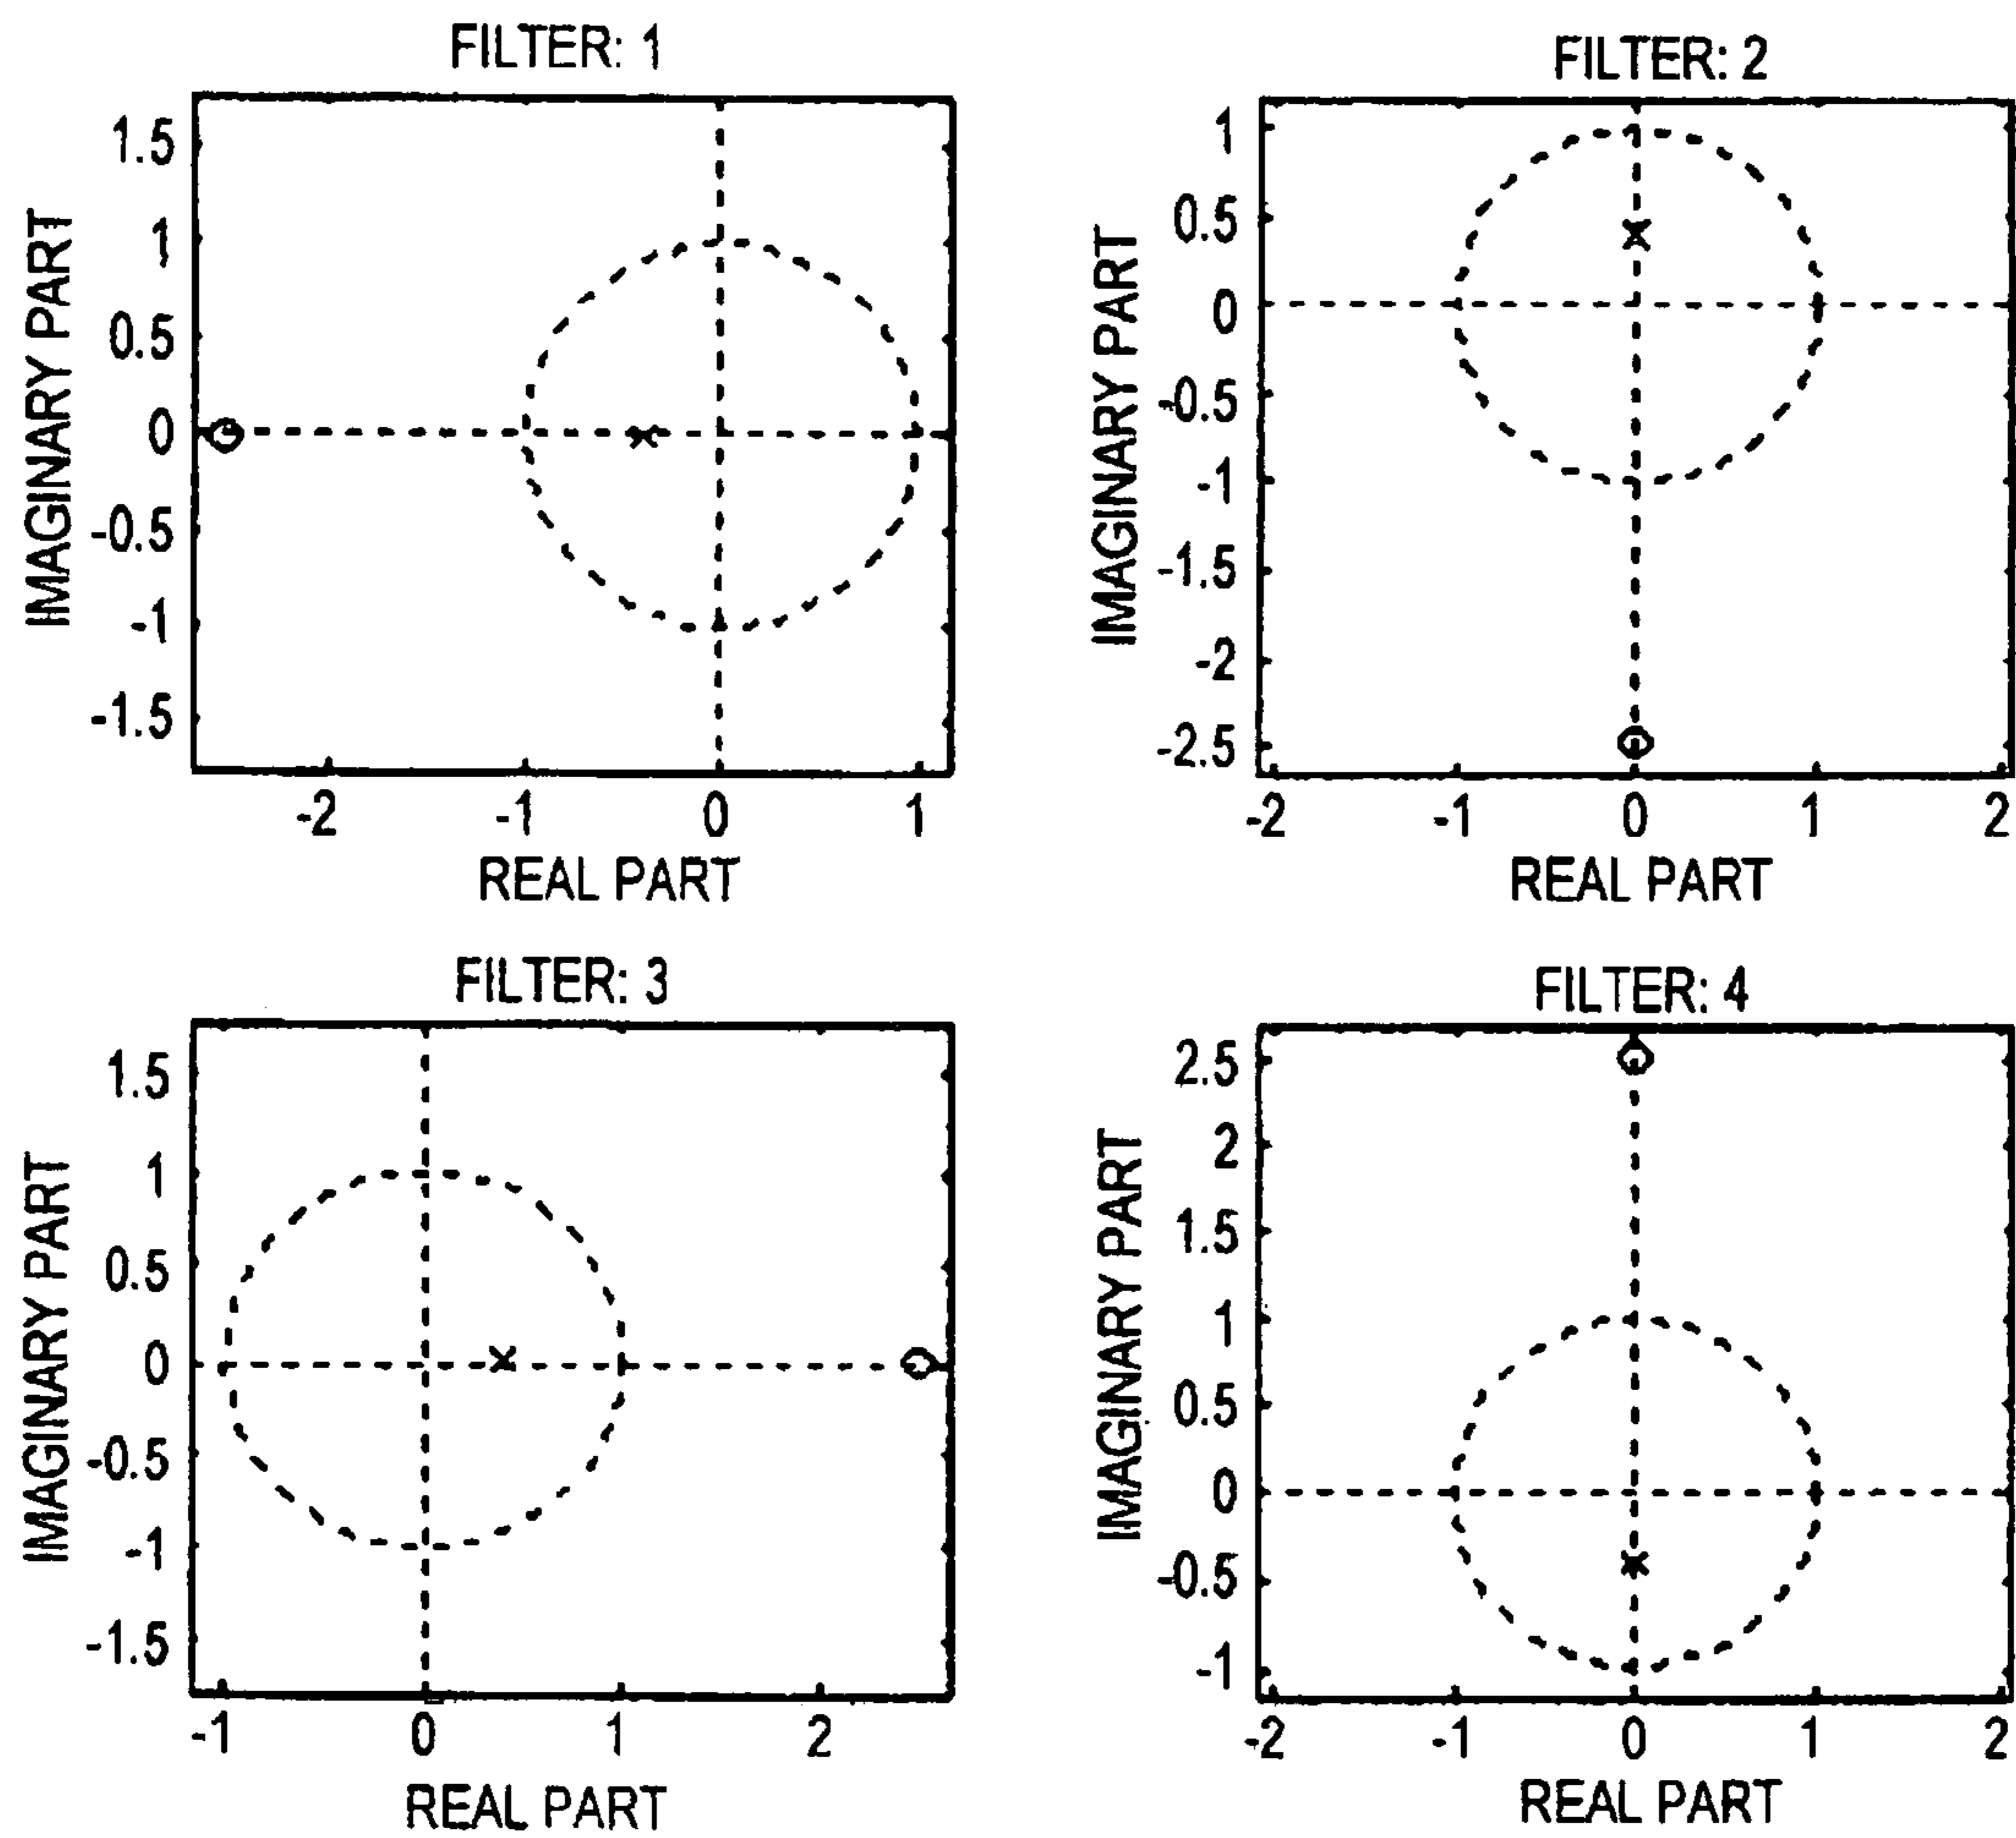 FILTER: 1
1.5
1
0.5
0
-0.5
-1
-1.5
IMAGINARY PART
-2 -1 0 1
REAL PART
FILTER: 2
1
0.5
0
-0.5
-1
-1.5
-2
-2.5
IMAGINARY PART
-2 -1 0 1 2
REAL PART
FILTER: 3
1.5
1
0.5
0
-0.5
-1
-1.5
IMAGINARY PART
-1 0 1 2
REAL PART
FILTER: 4
2.5
2
1.5
1
0.5
0
-0.5
-1
IMAGINARY PART
-2 -1 0 1 2
REAL PART